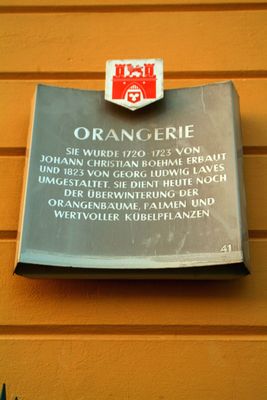 ORANGERIE
SIE WURDE 1720-1723 VON
JOHANN CHRISTIAN BOEHME ERBAUT
UND 1823 VON GEORG LUDWIG LAVES
UMGESTALTET. SIE DIENT HEUTE NOCH
DER ÜBERWINTERUNG DER
ORANGENBÄUME, PALMEN UND
WERTVOLLER KÜBELPFLANZEN
41